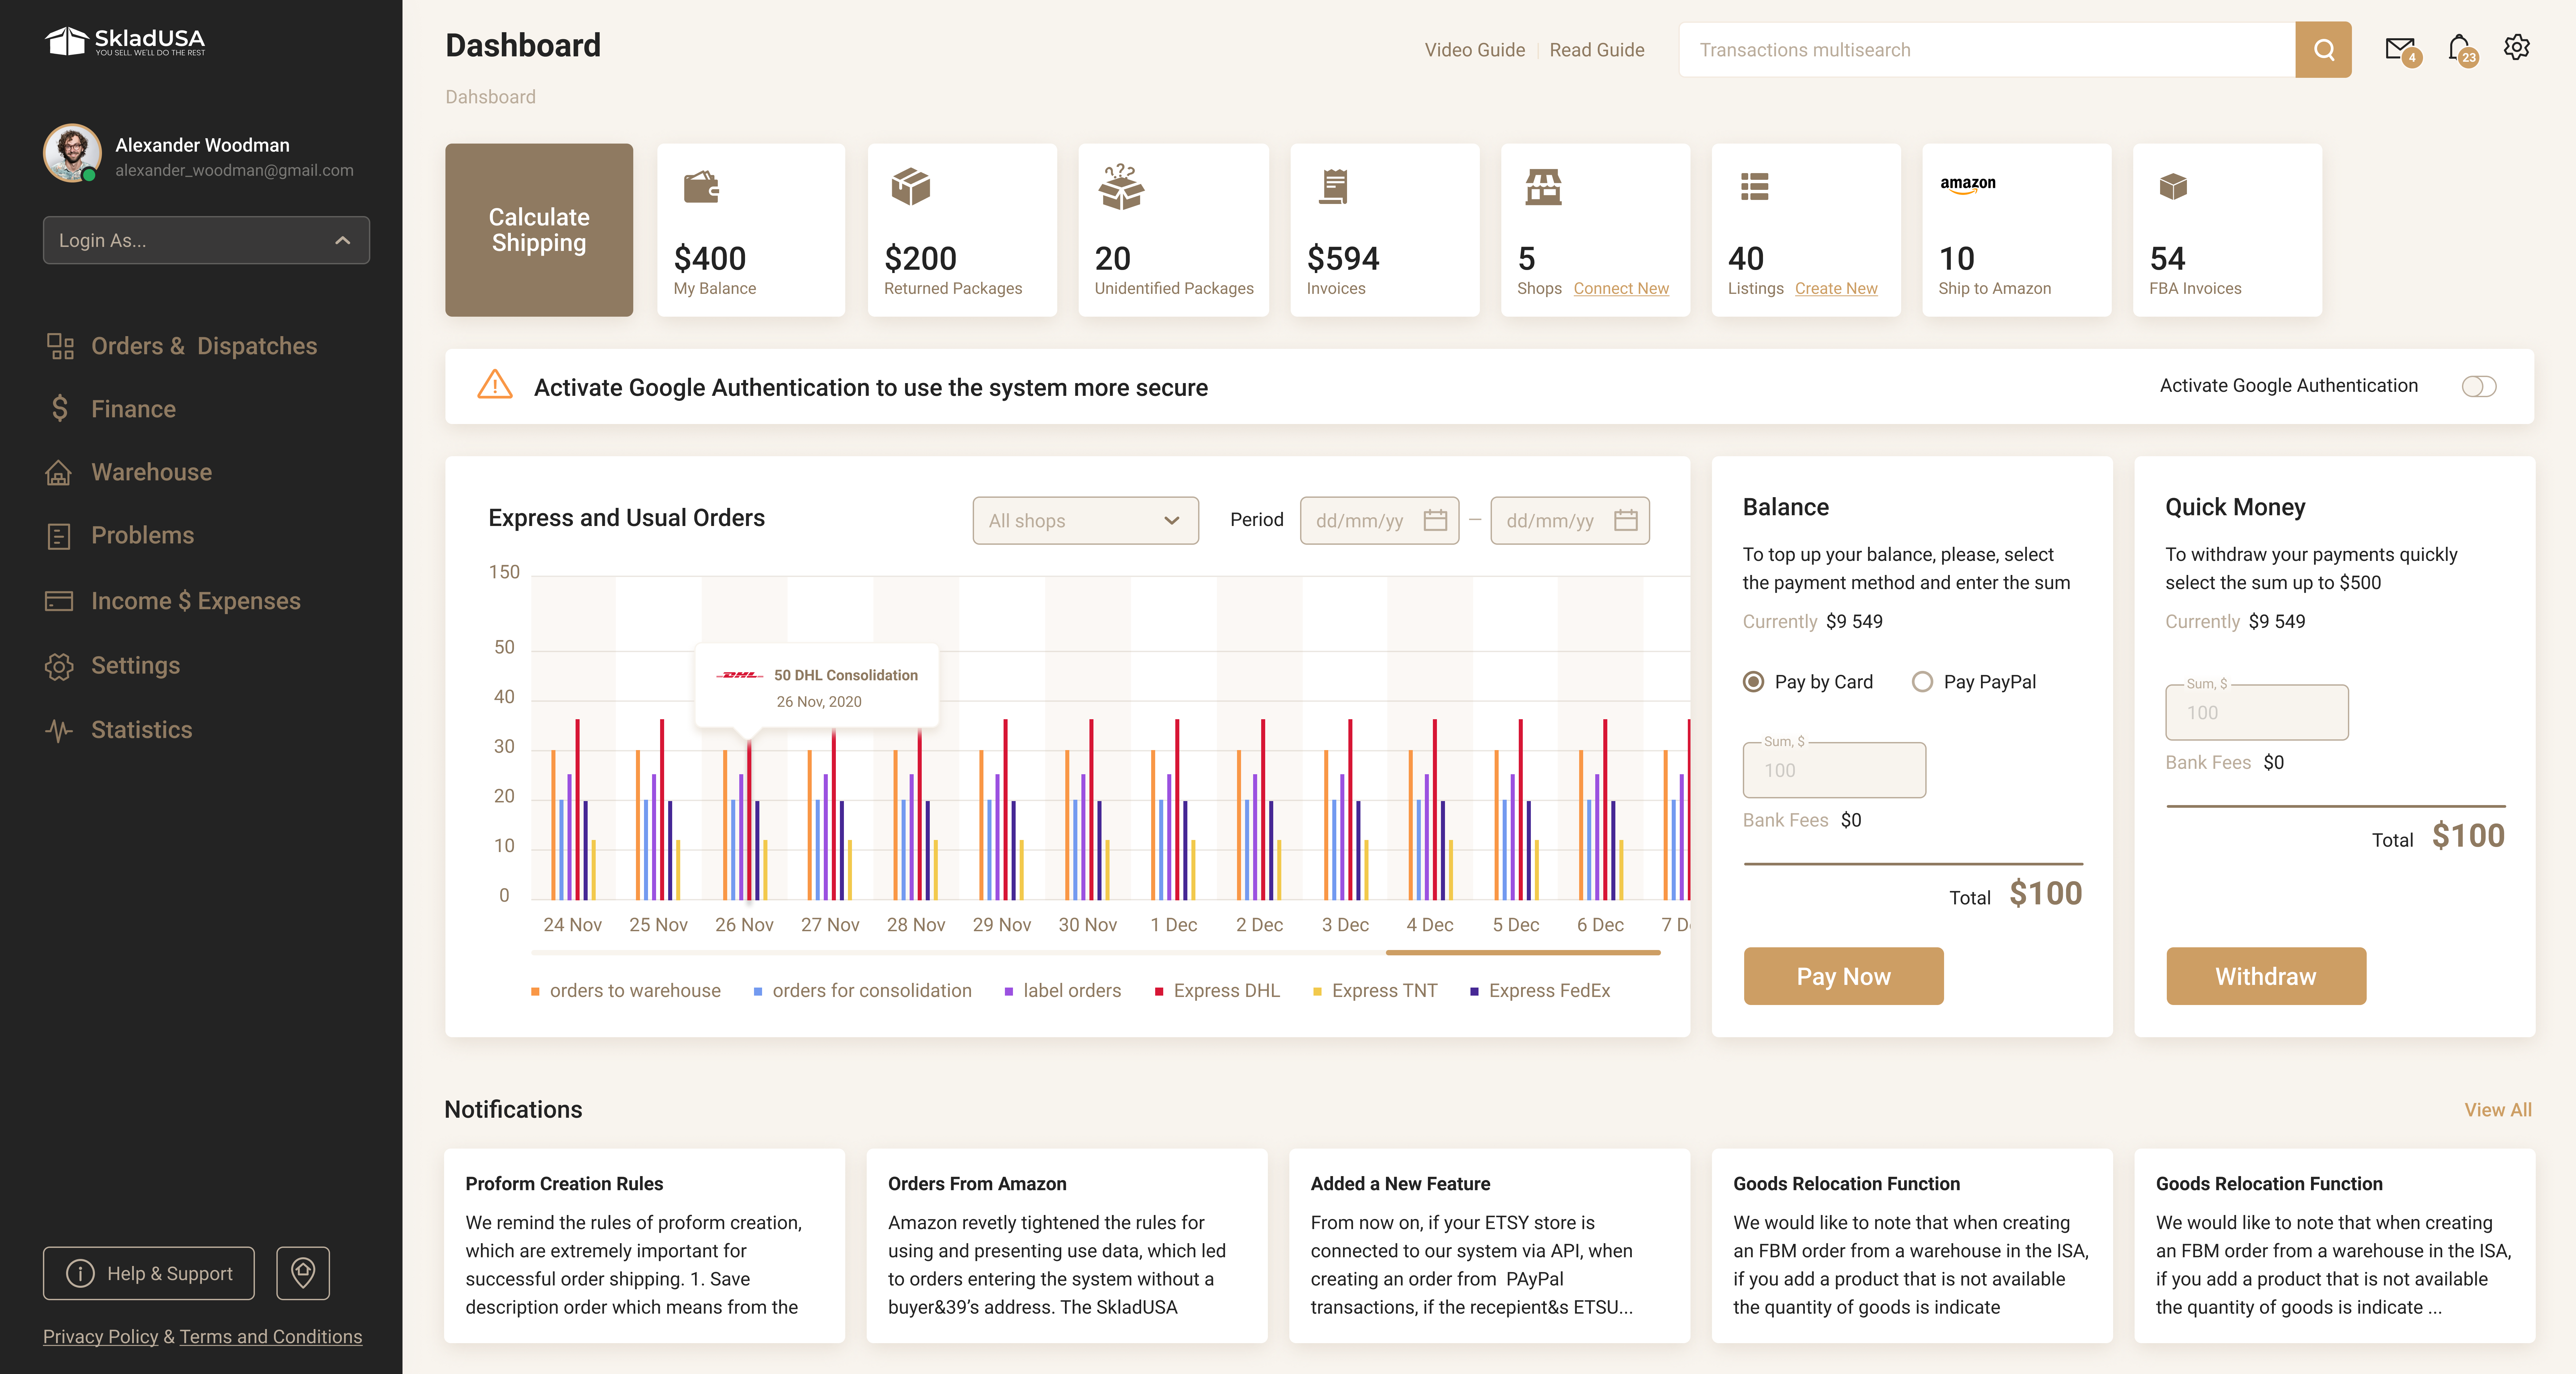 SkladUSA
YOU SELL. WE'LL DO THE REST
Alexander Woodman
alexander_woodman@gmail.com
Login As...
Orders &  Dispatches
Finance
Warehouse
Problems
Income $ Expenses
Settings
Statistics
Help & Support
Privacy Policy & Terms and Conditions
Dashboard
Dahsboard
Video Guide
Read Guide
Transactions multisearch
4
23
Calculate
Shipping
$400
My Balance
$200
Returned Packages
20
Unidentified Packages
$594
Invoices
5
Shops Connect New
40
Listings Create New
amazon
10
Ship to Amazon
54
FBA Invoices
Activate Google Authentication to use the system more secure
Activate Google Authentication
Express and Usual Orders
All shops
Period
dd/mm/yy
–
dd/mm/yy
150
50
40
30
20
10
0
DHL 50 DHL Consolidation
26 Nov, 2020
24 Nov
25 Nov
26 Nov
27 Nov
28 Nov
29 Nov
30 Nov
1 Dec
2 Dec
3 Dec
4 Dec
5 Dec
6 Dec
7 D
orders to warehouse
orders for consolidation
label orders
Express DHL
Express TNT
Express FedEx
Balance
To top up your balance, please, select
the payment method and enter the sum
Currently $9 549
Pay by Card
Pay PayPal
Sum, $
100
Bank Fees $0
Total $100
Pay Now
Quick Money
To withdraw your payments quickly
select the sum up to $500
Currently $9 549
Sum, $
100
Bank Fees $0
Total $100
Withdraw
Notifications
View All
Proform Creation Rules
We remind the rules of proform creation,
which are extremely important for
successful order shipping. 1. Save
description order which means from the
Orders From Amazon
Amazon revetly tightened the rules for
using and presenting use data, which led
to orders entering the system without a
buyer&39's address. The SkladUSA
Added a New Feature
From now on, if your ETSY store is
connected to our system via API, when
creating an order from  PAyPal
transactions, if the recepient&s ETSU...
Goods Relocation Function
We would like to note that when creating
an FBM order from a warehouse in the ISA,
if you add a product that is not available
the quantity of goods is indicate
Goods Relocation Function
We would like to note that when creating
an FBM order from a warehouse in the ISA,
if you add a product that is not available
the quantity of goods is indicate ...